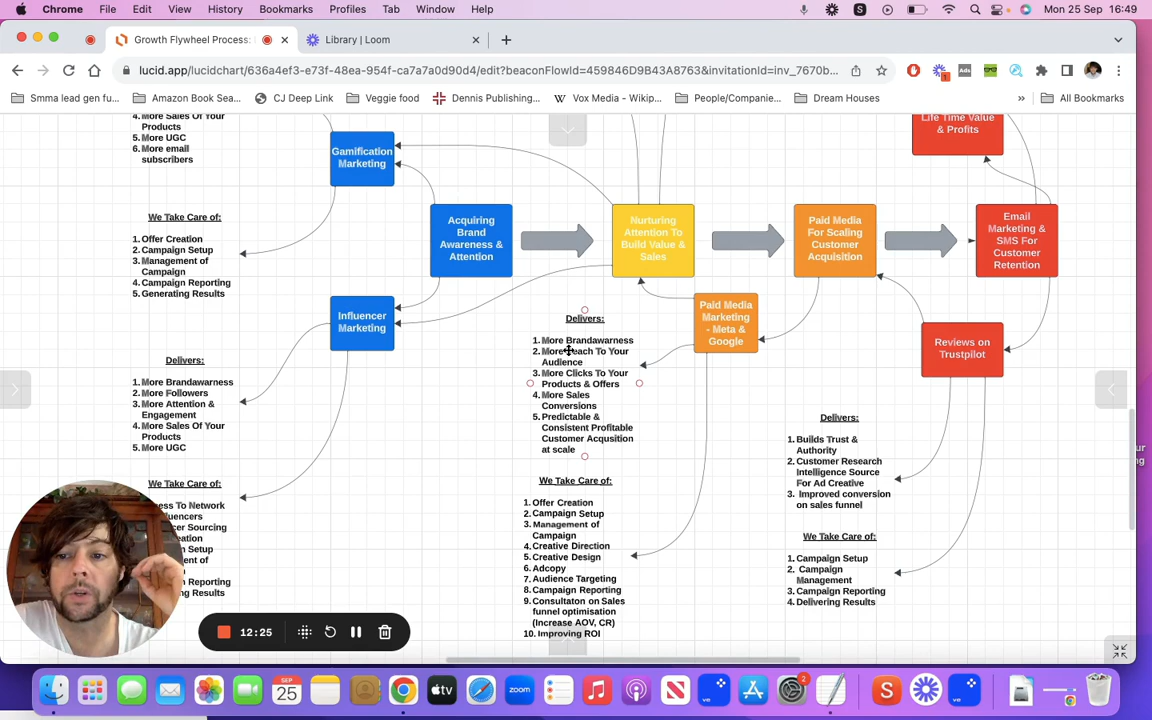 Chrome File Edit View History Bookmarks Profiles Tab Window Help
Mon 25 Sep 16:49
Growth Flywheel Process:
Library | Loom
lucid.app/lucidchart/636a4ef3-e73f-48ea-954f-ca7a7a0d90d4/edit?beaconFlowId=459846D9B43A8763&invitationId=inv_7670b...
Smma lead gen fu...
Amazon Book Sea...
CJ Deep Link
Veggie food
Dennis Publishing...
Vox Media - Wikip...
People/Companie...
Dream Houses
»
All Bookmarks
4. More Sales Of Your
Products
5. More UGC
6. More email
subscribers
We Take Care of:
1. Offer Creation
2. Campaign Setup
3. Management of
Campaign
4. Campaign Reporting
5. Generating Results
Gamification
Marketing
Acquiring
Brand
Awareness &
Attention
Influencer
Marketing
Delivers:
1. More Brandawarness
2. More Followers
3. More Attention &
Engagement
4. More Sales Of Your
Products
5. More UGC
We Take Care of:
ess To Network
uencers
cer Sourcing
eation
n Setup
ent of
n Reporting
ng Results
Nurturing
Attention To
Build Value &
Sales
Paid Media
For Scaling
Customer
Acquisition
Life Time Value
& Profits
Email
Marketing &
SMS For
Customer
Retention
Paid Media
Marketing
- Meta &
Google
Reviews on
Trustpilot
Delivers:
1. More Brandawarness
2. More Reach To Your
Audience
3. More Clicks To Your
Products & Offers
4. More Sales
Conversions
5. Predictable &
Consistent Profitable
Customer Acqusition
at scale
We Take Care of:
1. Offer Creation
2. Campaign Setup
3. Management of
Campaign
4. Creative Direction
5. Creative Design
6. Adcopy
7. Audience Targeting
8. Campaign Reporting
9. Consultaton on Sales
funnel optimisation
(Increase AOV, CR)
10. Improving ROI
Delivers:
1. Builds Trust &
Authority
2. Customer Research
Intelligence Source
For Ad Creative
3. Improved conversion
on sales funnel
We Take Care of:
1. Campaign Setup
2. Campaign
Management
3. Campaign Reporting
4. Delivering Results
12:25
SEP
25
tv
zoom
2